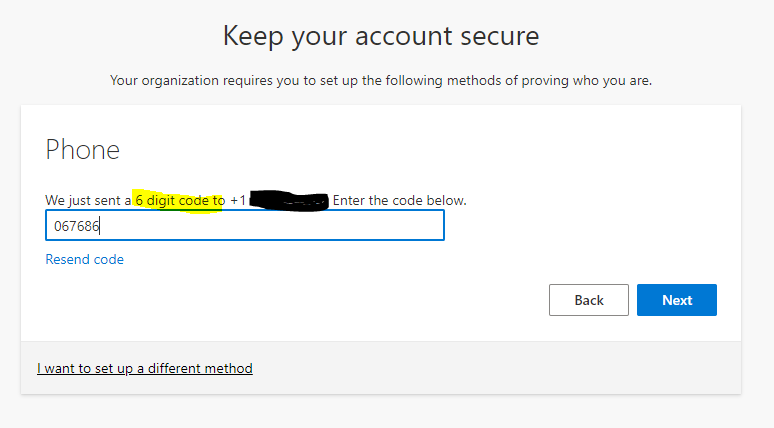 Keep your account secure
Your organization requires you to set up the following methods of proving who you are.
Phone
We just sent a 6 digit code to +1 Enter the code below.
067686
Resend code
Back
Next
I want to set up a different method